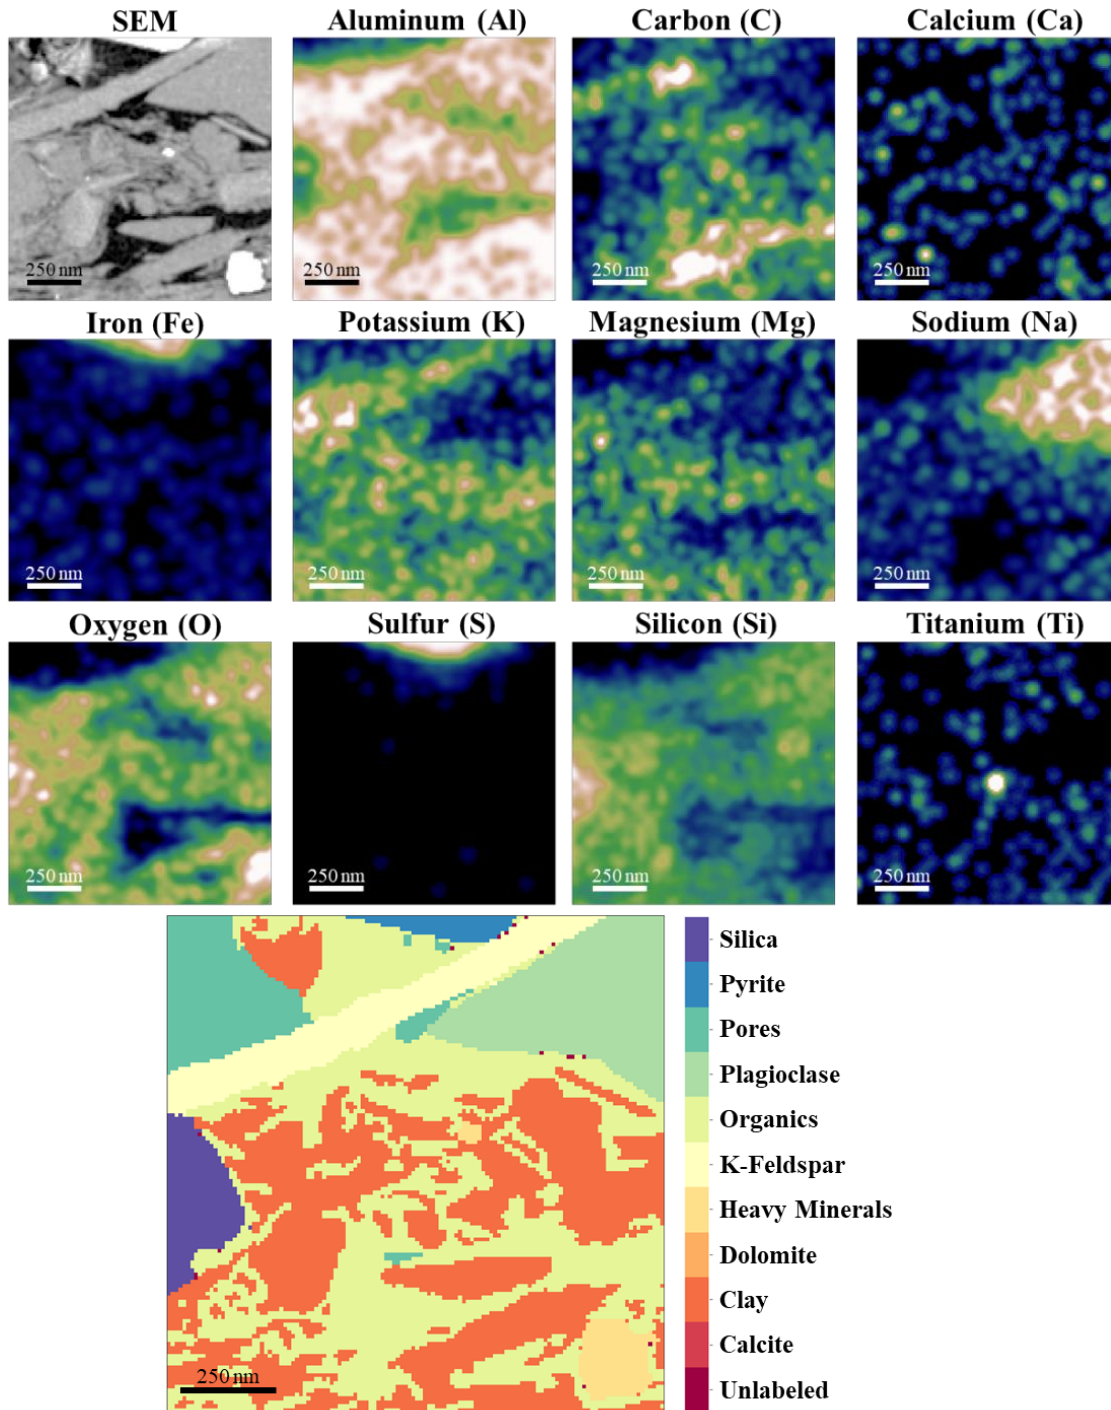 SEM
Aluminum (Al)
Carbon (C)
Calcium (Ca)
250 nm
250 nm
250 nm
250 nm
Iron (Fe)
Potassium (K)
Magnesium (Mg)
Sodium (Na)
250 nm
250 nm
250 nm
250 nm
Oxygen (O)
Sulfur (S)
Silicon (Si)
Titanium (Ti)
250 nm
250 nm
250 nm
250 nm
Silica
Pyrite
Pores
Plagioclase
Organics
K-Feldspar
Heavy Minerals
Dolomite
Clay
Calcite
Unlabeled
250 nm